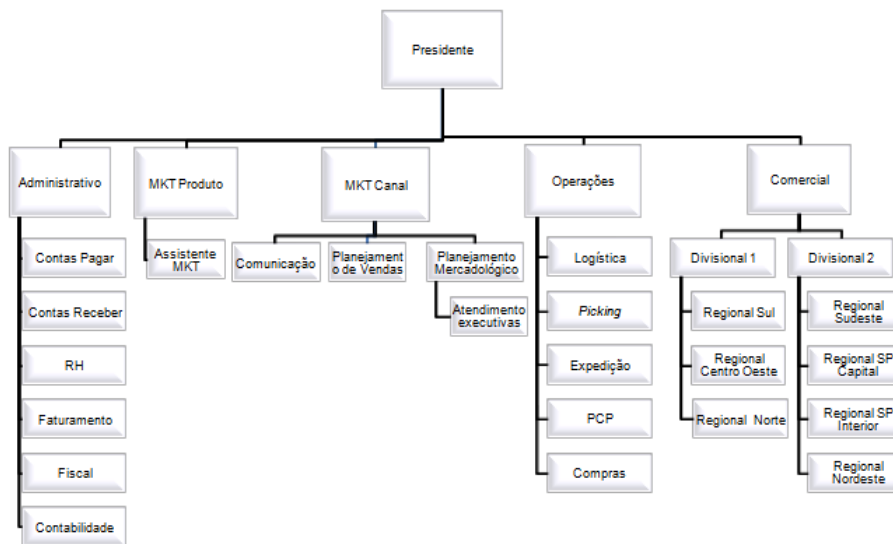 Presidente
Administrativo
MKT Produto
MKT Canal
Operações
Comercial
Contas Pagar
Contas Receber
RH
Faturamento
Fiscal
Contabilidade
Assistente
MKT
Comunicação
Planejament
o de Vendas
Planejamento
Mercadológico
Atendimento
executivas
Logística
Picking
Expedição
PCP
Compras
Divisional 1
Regional Sul
Regional
Centro Oeste
Regional Norte
Divisional 2
Regional
Sudeste
Regional SP
Capital
Regional SP
Interior
Regional
Nordeste